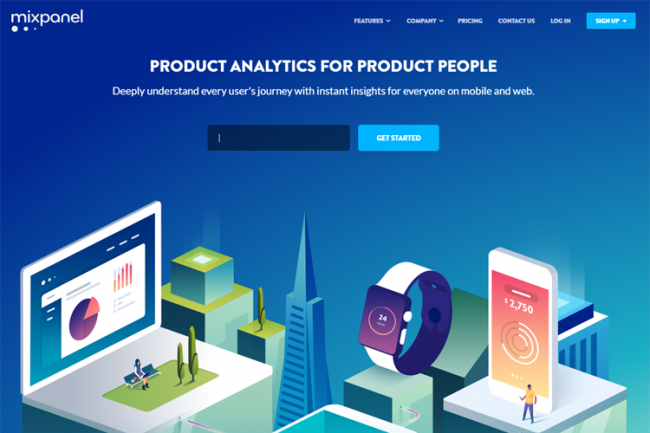 mixpanel
FEATURES COMPANY PRICING CONTACT US LOG IN SIGN UP
PRODUCT ANALYTICS FOR PRODUCT PEOPLE
Deeply understand every user's journey with instant insights for everyone on mobile and web.
GET STARTED
24
$ 2,750